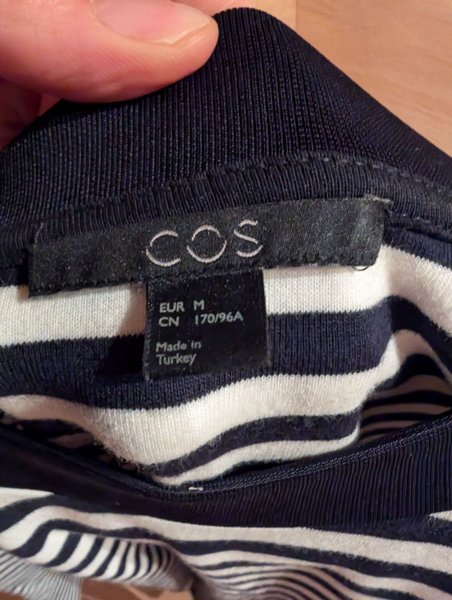 COS
EUR M
CN 170/96A
Made in
Turkey